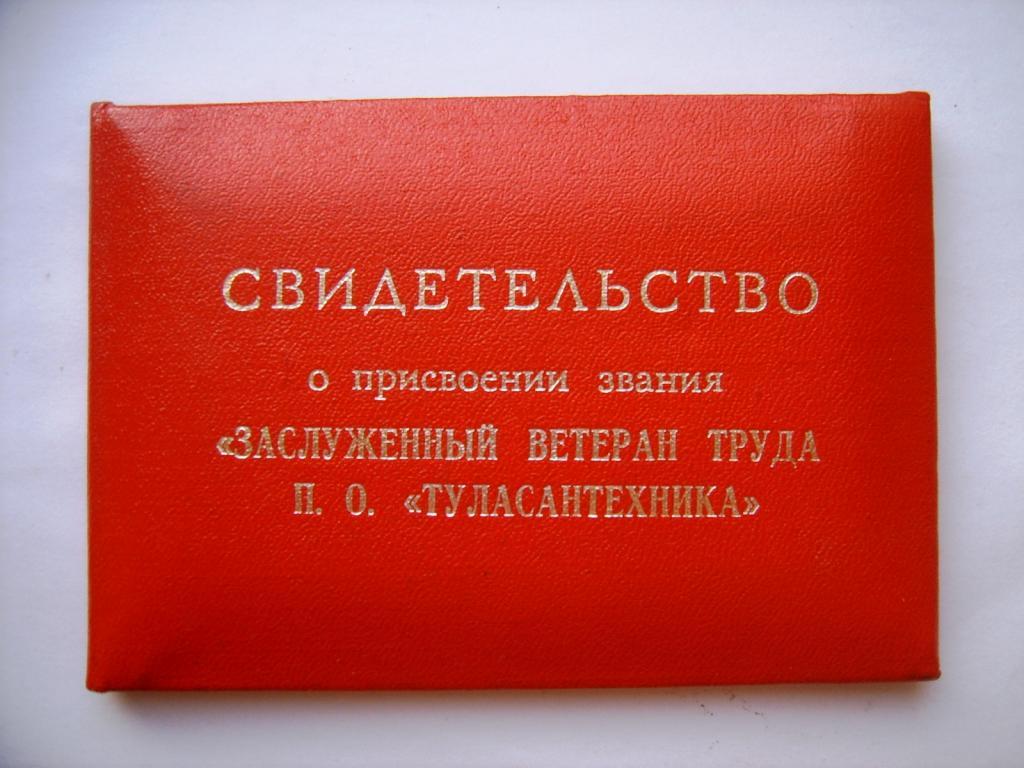 СВИДЕТЕЛЬСТВО
о присвоении звания
«ЗАСЛУЖЕННЫЙ ВЕТЕРАН ТРУДА
П. О. «ТУЛАСАНТЕХНИКА»